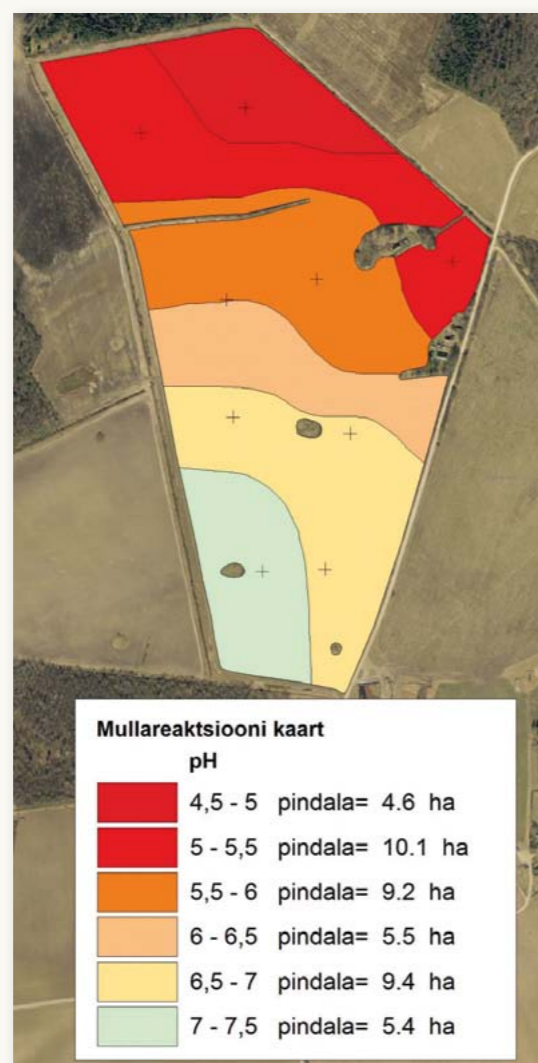 Mullareaktsiooni kaart
pH
4,5 - 5 pindala= 4.6 ha
5 - 5,5 pindala= 10.1 ha
5,5 - 6 pindala= 9.2 ha
6 - 6,5 pindala= 5.5 ha
6,5 - 7 pindala= 9.4 ha
7 - 7,5 pindala= 5.4 ha